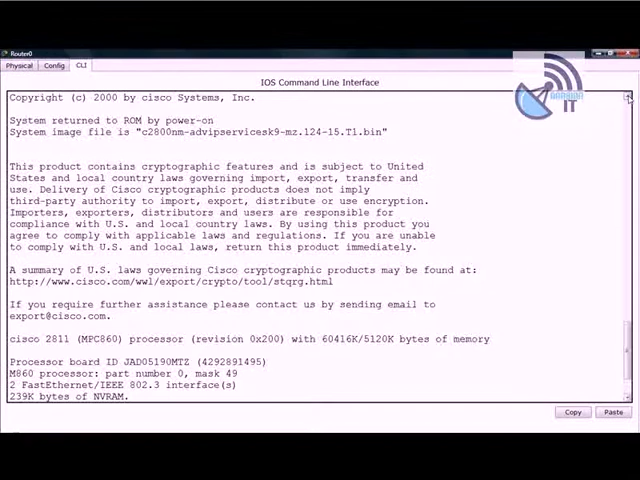 Router0
Physical Config CLI
IOS Command Line Interface
Copyright (c) 2000 by cisco Systems, Inc.
System returned to ROM by power-on
System image file is "c2800nm-advipservicesk9-mz.124-15.T1.bin"
This product contains cryptographic features and is subject to United
States and local country laws governing import, export, transfer and
use. Delivery of Cisco cryptographic products does not imply
third-party authority to import, export, distribute or use encryption.
Importers, exporters, distributors and users are responsible for
compliance with U.S. and local country laws. By using this product you
agree to comply with applicable laws and regulations. If you are unable
to comply with U.S. and local laws, return this product immediately.
A summary of U.S. laws governing Cisco cryptographic products may be found at:
http://www.cisco.com/wwl/export/crypto/tool/stqrg.html
If you require further assistance please contact us by sending email to
export@cisco.com.
cisco 2811 (MPC860) processor (revision 0x200) with 60416K/5120K bytes of memory
Processor board ID JAD05190MTZ (4292891495)
M860 processor: part number 0, mask 49
2 FastEthernet/IEEE 802.3 interface(s)
239K bytes of NVRAM.
Copy Paste
IT